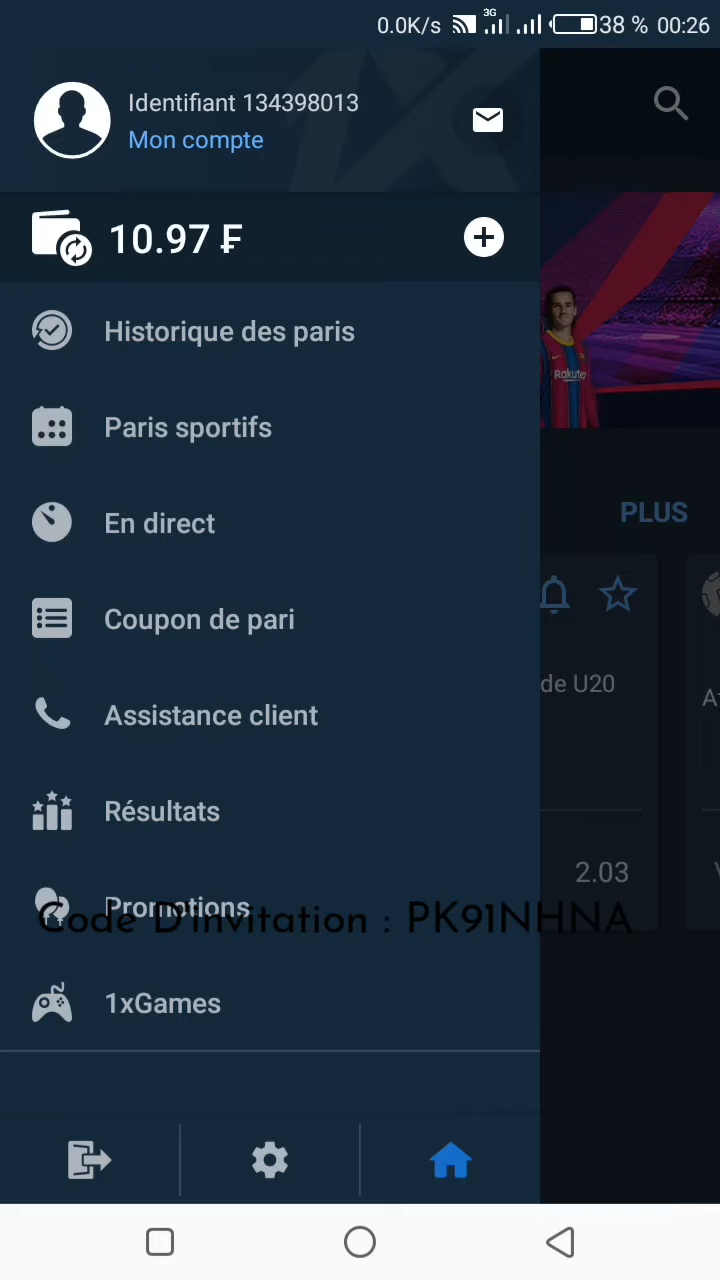 0.0K/s 3G 38 % 00:26
Identifiant 134398013
Mon compte
10.97 ₣
Historique des paris
Paris sportifs
Rakuten
En direct
PLUS
Coupon de pari
de U20
Assistance client
Résultats
2.03
Promotions
Code D'invitation : PK91NHNA
1xGames